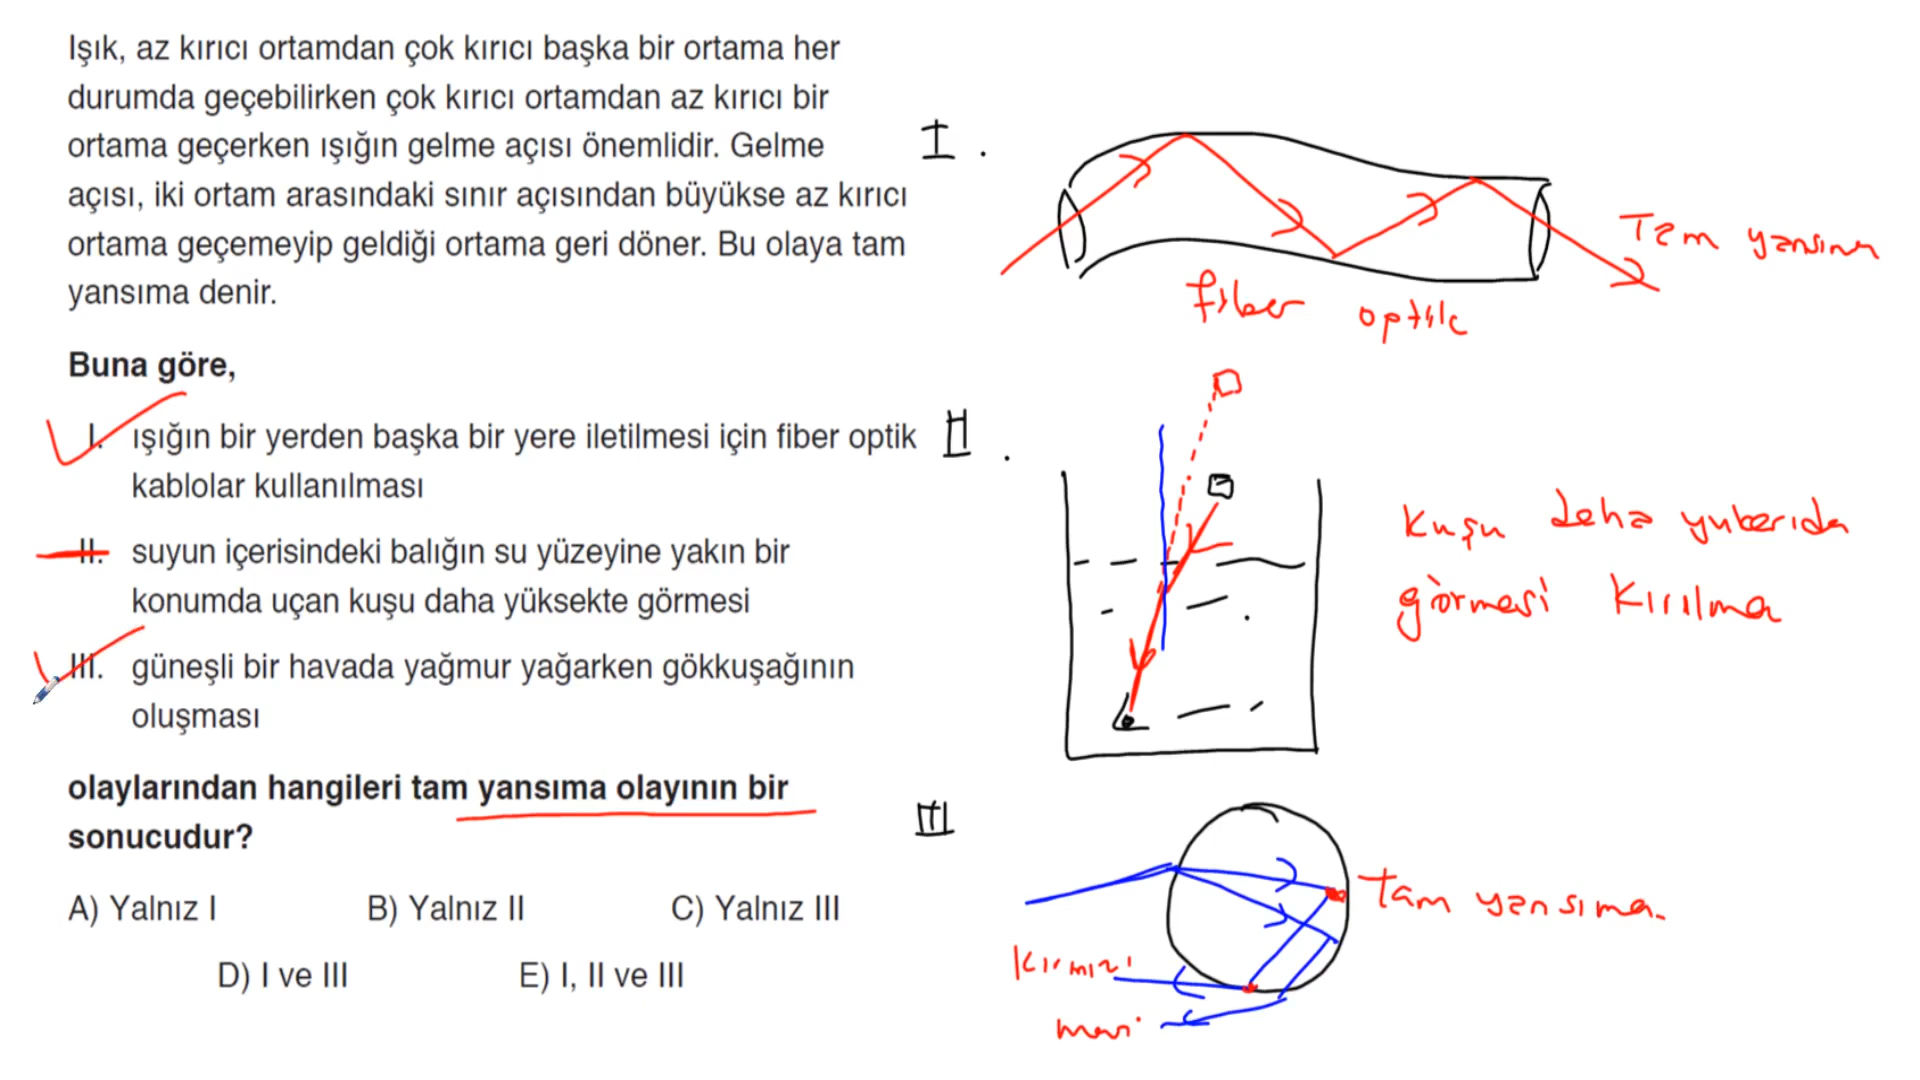 Işık, az kırıcı ortamdan çok kırıcı başka bir ortama her
durumda geçebilirken çok kırıcı ortamdan az kırıcı bir
ortama geçerken ışığın gelme açısı önemlidir. Gelme
açısı, iki ortam arasındaki sınır açısından büyükse az kırıcı
ortama geçemeyip geldiği ortama geri döner. Bu olaya tam
yansıma denir.
Buna göre,
I. ışığın bir yerden başka bir yere iletilmesi için fiber optik
kablolar kullanılması
II. suyun içerisindeki balığın su yüzeyine yakın bir
konumda uçan kuşu daha yüksekte görmesi
III. güneşli bir havada yağmur yağarken gökkuşağının
oluşması
olaylarından hangileri tam yansıma olayının bir
sonucudur?
A) Yalnız I B) Yalnız II C) Yalnız III
D) I ve III E) I, II ve III
I.
Tam yansıma
fiber optik
II.
Kuşu daha yukarıda
görmesi Kırılma
III
Tam yansıma.
Kırmızı
mavi